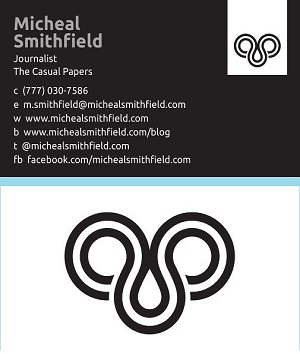 Micheal
Smithfield
Journalist
The Casual Papers
c (777) 030-7586
e m.smithfield@michealsmithfield.com
w www.michealsmithfield.com
b www.michealsmithfield.com/blog
t @michealsmithfield.com
fb facebook.com/michealsmithfield.com